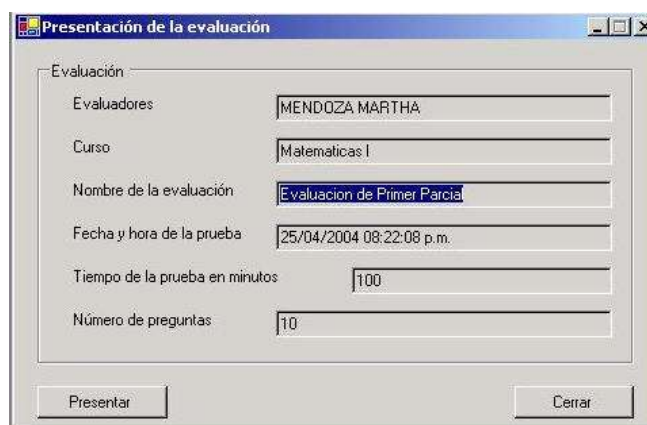 Presentación de la evaluación
Evaluación
Evaluadores MENDOZA MARTHA
Curso Matematicas I
Nombre de la evaluación Evaluacion de Primer Parcial
Fecha y hora de la prueba 25/04/2004 08:22:08 p.m.
Tiempo de la prueba en minutos 100
Número de preguntas 10
Presentar Cerrar